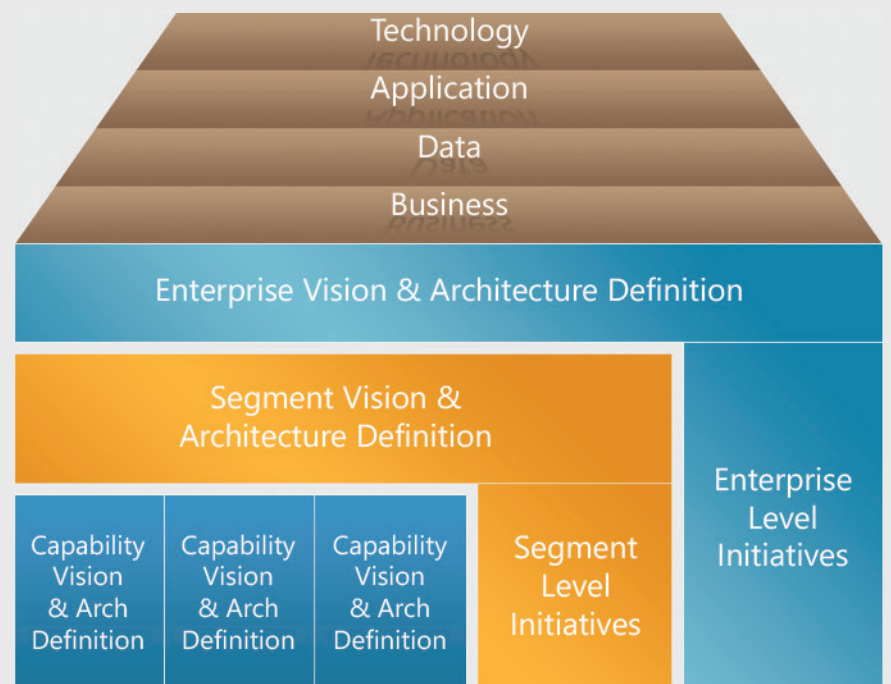 Technology
Application
Data
Business
Enterprise Vision & Architecture Definition
Segment Vision &
Architecture Definition
Enterprise
Level
Initiatives
Capability
Vision
& Arch
Definition
Capability
Vision
& Arch
Definition
Capability
Vision
& Arch
Definition
Segment
Level
Initiatives